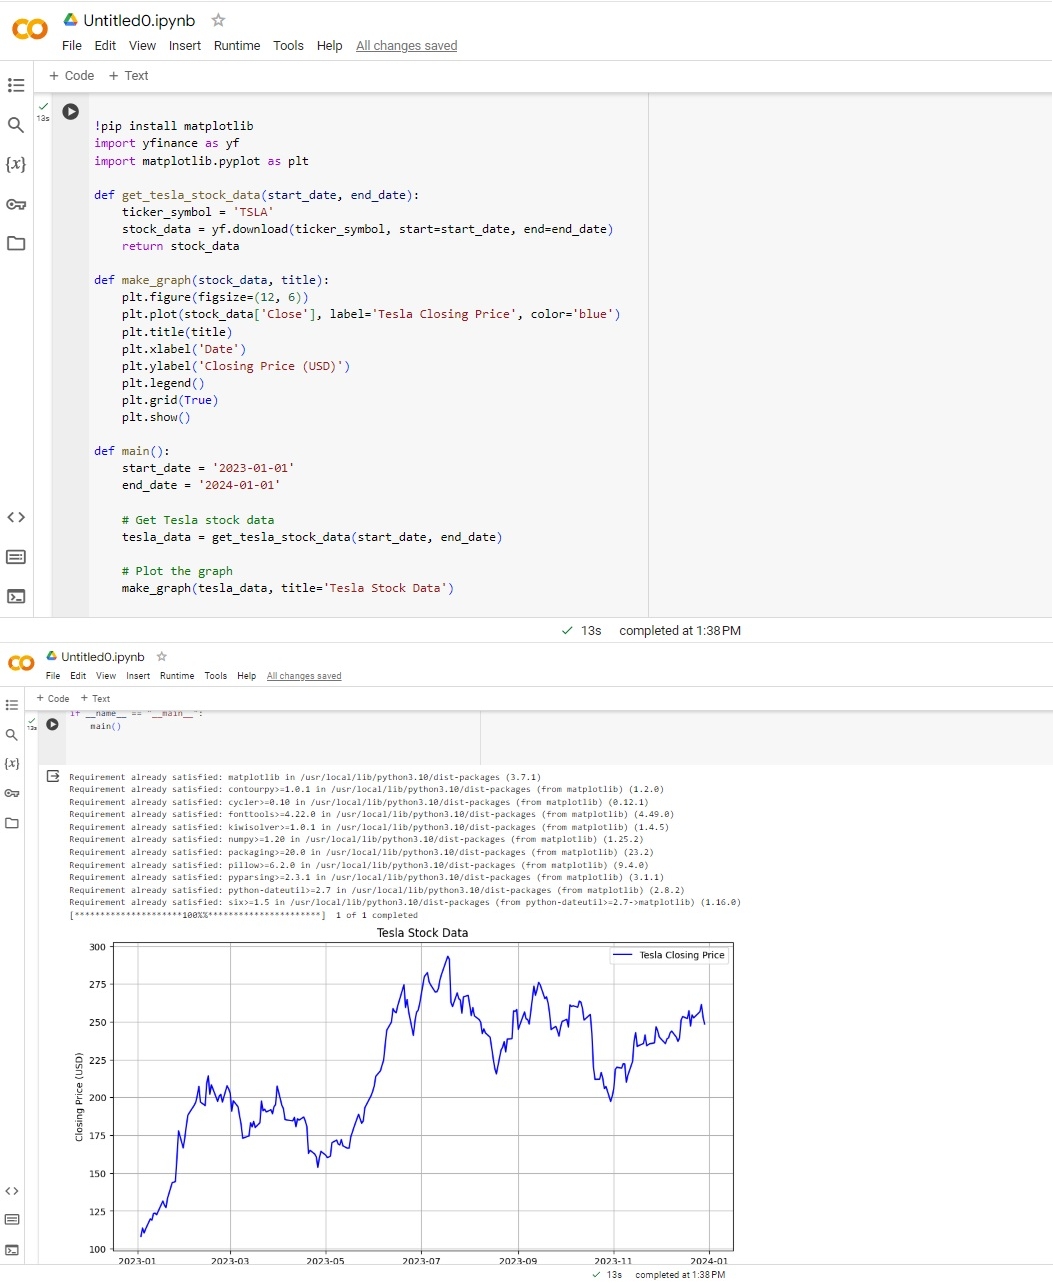 Untitled0.ipynb
File Edit View Insert Runtime Tools Help All changes saved
+ Code + Text
13s
!pip install matplotlib
import yfinance as yf
import matplotlib.pyplot as plt
def get_tesla_stock_data(start_date, end_date):
ticker_symbol = 'TSLA'
stock_data = yf.download(ticker_symbol, start=start_date, end=end_date)
return stock_data
def make_graph(stock_data, title):
plt.figure(figsize=(12, 6))
plt.plot(stock_data['Close'], label='Tesla Closing Price', color='blue')
plt.title(title)
plt.xlabel('Date')
plt.ylabel('Closing Price (USD)')
plt.legend()
plt.grid(True)
plt.show()
def main():
start_date = '2023-01-01'
end_date = '2024-01-01'
# Get Tesla stock data
tesla_data = get_tesla_stock_data(start_date, end_date)
# Plot the graph
make_graph(tesla_data, title='Tesla Stock Data')
{x}
<>
13s completed at 1:38 PM
Untitled0.ipynb
File Edit View Insert Runtime Tools Help All changes saved
+ Code + Text
13s
if __name__ == "__main__":
main()
{x}
Requirement already satisfied: matplotlib in /usr/local/lib/python3.10/dist-packages (3.7.1)
Requirement already satisfied: contourpy>=1.0.1 in /usr/local/lib/python3.10/dist-packages (from matplotlib) (1.2.0)
Requirement already satisfied: cycler>=0.10 in /usr/local/lib/python3.10/dist-packages (from matplotlib) (0.12.1)
Requirement already satisfied: fonttools>=4.22.0 in /usr/local/lib/python3.10/dist-packages (from matplotlib) (4.49.0)
Requirement already satisfied: kiwisolver>=1.0.1 in /usr/local/lib/python3.10/dist-packages (from matplotlib) (1.4.5)
Requirement already satisfied: numpy>=1.20 in /usr/local/lib/python3.10/dist-packages (from matplotlib) (1.25.2)
Requirement already satisfied: packaging>=20.0 in /usr/local/lib/python3.10/dist-packages (from matplotlib) (23.2)
Requirement already satisfied: pillow>=6.2.0 in /usr/local/lib/python3.10/dist-packages (from matplotlib) (9.4.0)
Requirement already satisfied: pyparsing>=2.3.1 in /usr/local/lib/python3.10/dist-packages (from matplotlib) (3.1.1)
Requirement already satisfied: python-dateutil>=2.7 in /usr/local/lib/python3.10/dist-packages (from matplotlib) (2.8.2)
Requirement already satisfied: six>=1.5 in /usr/local/lib/python3.10/dist-packages (from python-dateutil>=2.7->matplotlib) (1.16.0)
[*********************100%%**********************] 1 of 1 completed
Tesla Stock Data
Tesla Closing Price
Closing Price (USD)
300
275
250
225
200
175
150
125
100
2023-01 2023-03 2023-05 2023-07 2023-09 2023-11 2024-01
<>
13s completed at 1:38 PM